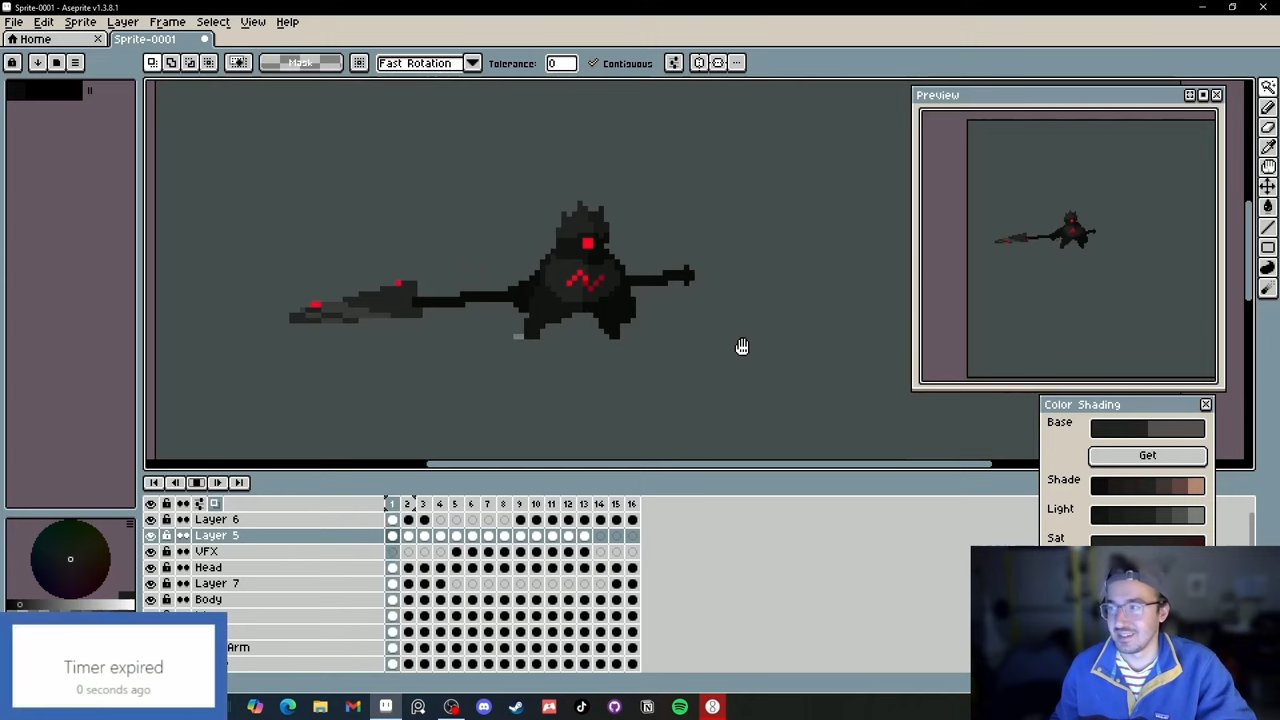 Sprite-0001 - Aseprite v1.3.8.1
File Edit Sprite Layer Frame Select View Help
Home Sprite-0001
Mask Fast Rotation Tolerance: 0 Contiguous
Preview
Color Shading
Base
Get
Shade
Light
Sat
1 2 3 4 5 6 7 8 9 10 11 12 13 14 15 16
Layer 6
Layer 5
VFX
Head
Layer 7
Body
Arm
Timer expired
0 seconds ago